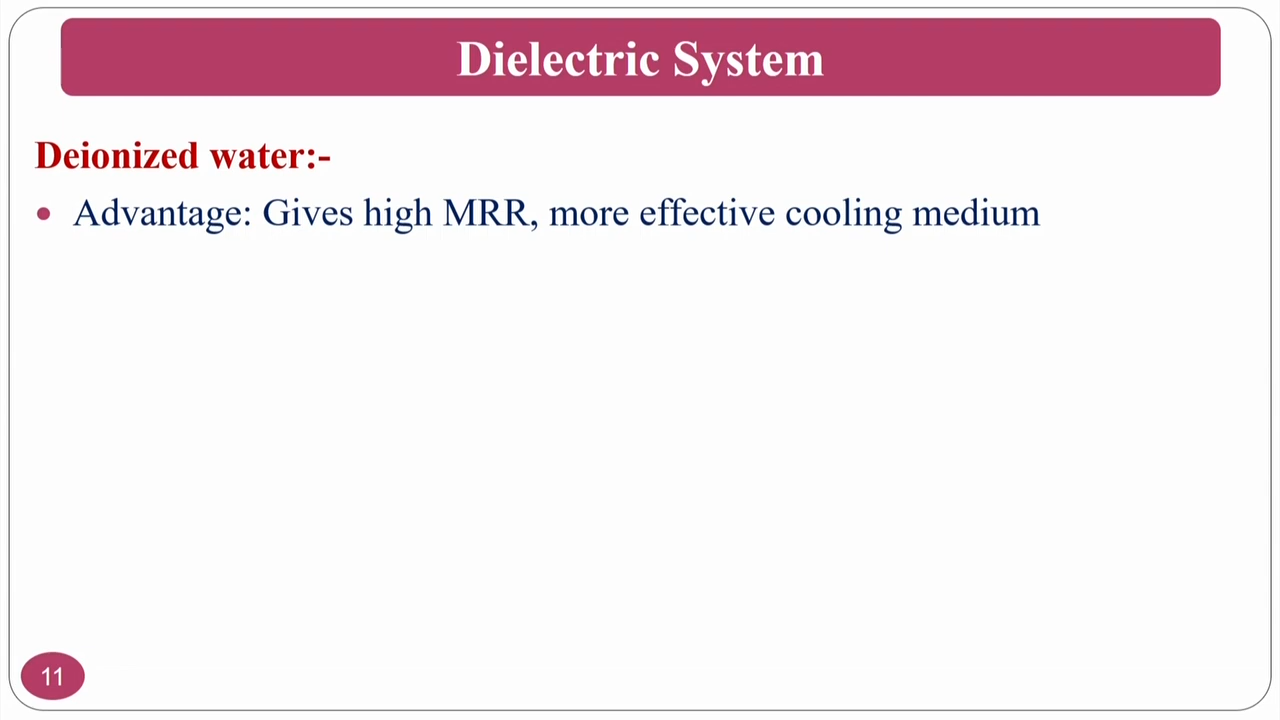 Dielectric System
Deionized water:-
• Advantage: Gives high MRR, more effective cooling medium
11